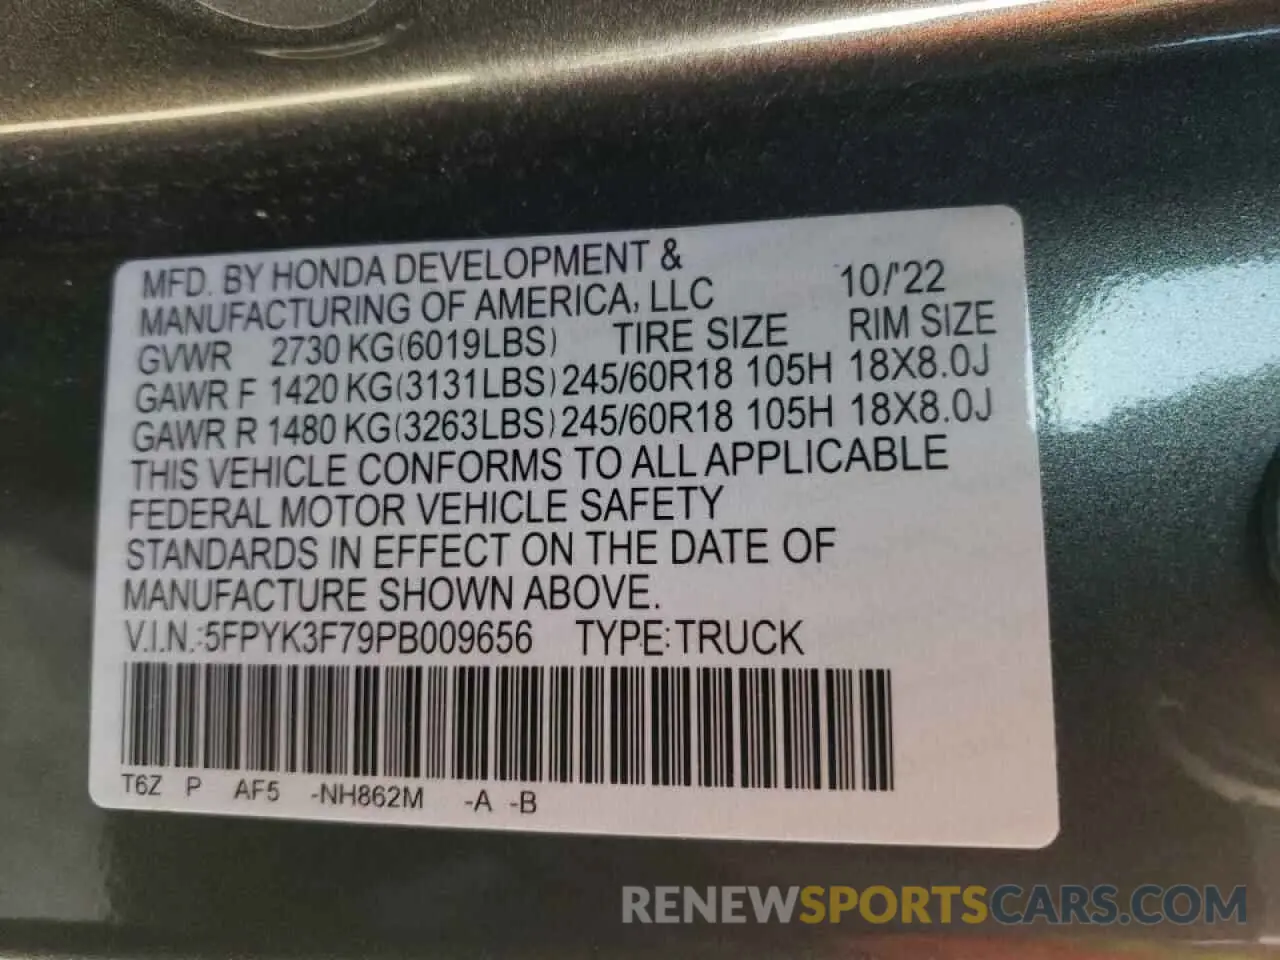 MFD. BY HONDA DEVELOPMENT &
MANUFACTURING OF AMERICA, LLC 10/'22
GVWR 2730 KG(6019LBS) TIRE SIZE RIM SIZE
GAWR F 1420 KG(3131LBS) 245/60R18 105H 18X8.0J
GAWR R 1480 KG(3263LBS) 245/60R18 105H 18X8.0J
THIS VEHICLE CONFORMS TO ALL APPLICABLE
FEDERAL MOTOR VEHICLE SAFETY
STANDARDS IN EFFECT ON THE DATE OF
MANUFACTURE SHOWN ABOVE.
V.I.N.:5FPYK3F79PB009656 TYPE:TRUCK
T6Z P AF5 -NH862M -A -B
RENEWSPORTSCARS.COM